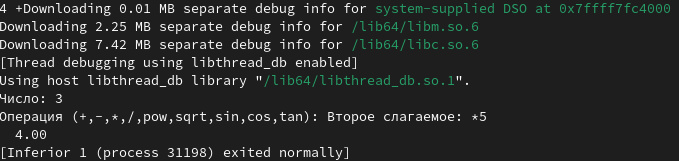 4 +Downloading 0.01 MB separate debug info for system-supplied DSO at 0x7ffff7fc4000
Downloading 2.25 MB separate debug info for /lib64/libm.so.6
Downloading 7.42 MB separate debug info for /lib64/libc.so.6
[Thread debugging using libthread_db enabled]
Using host libthread_db library "/lib64/libthread_db.so.1".
Число: 3
Операция (+,-,*,/,pow,sqrt,sin,cos,tan): Второе слагаемое: *5
4.00
[Inferior 1 (process 31198) exited normally]